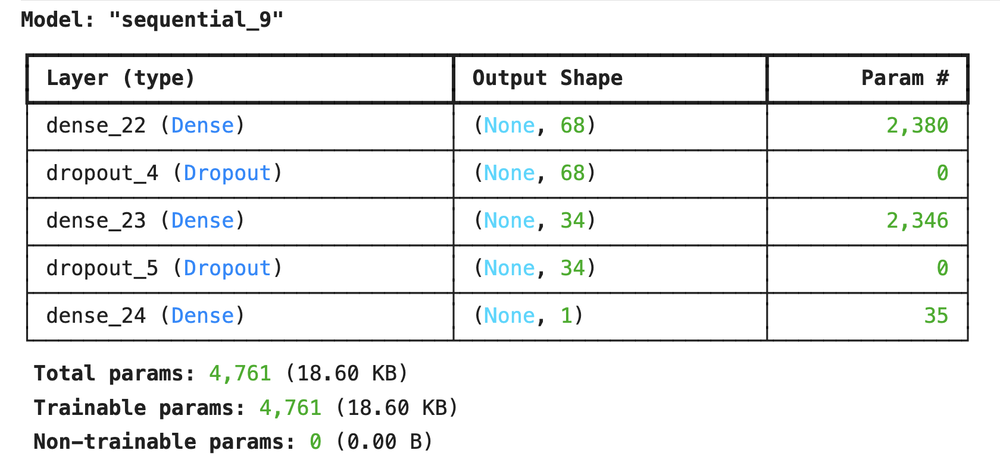 Model: "sequential_9"
Layer (type) Output Shape Param #
dense_22 (Dense) (None, 68) 2,380
dropout_4 (Dropout) (None, 68) 0
dense_23 (Dense) (None, 34) 2,346
dropout_5 (Dropout) (None, 34) 0
dense_24 (Dense) (None, 1) 35
Total params: 4,761 (18.60 KB)
Trainable params: 4,761 (18.60 KB)
Non-trainable params: 0 (0.00 B)